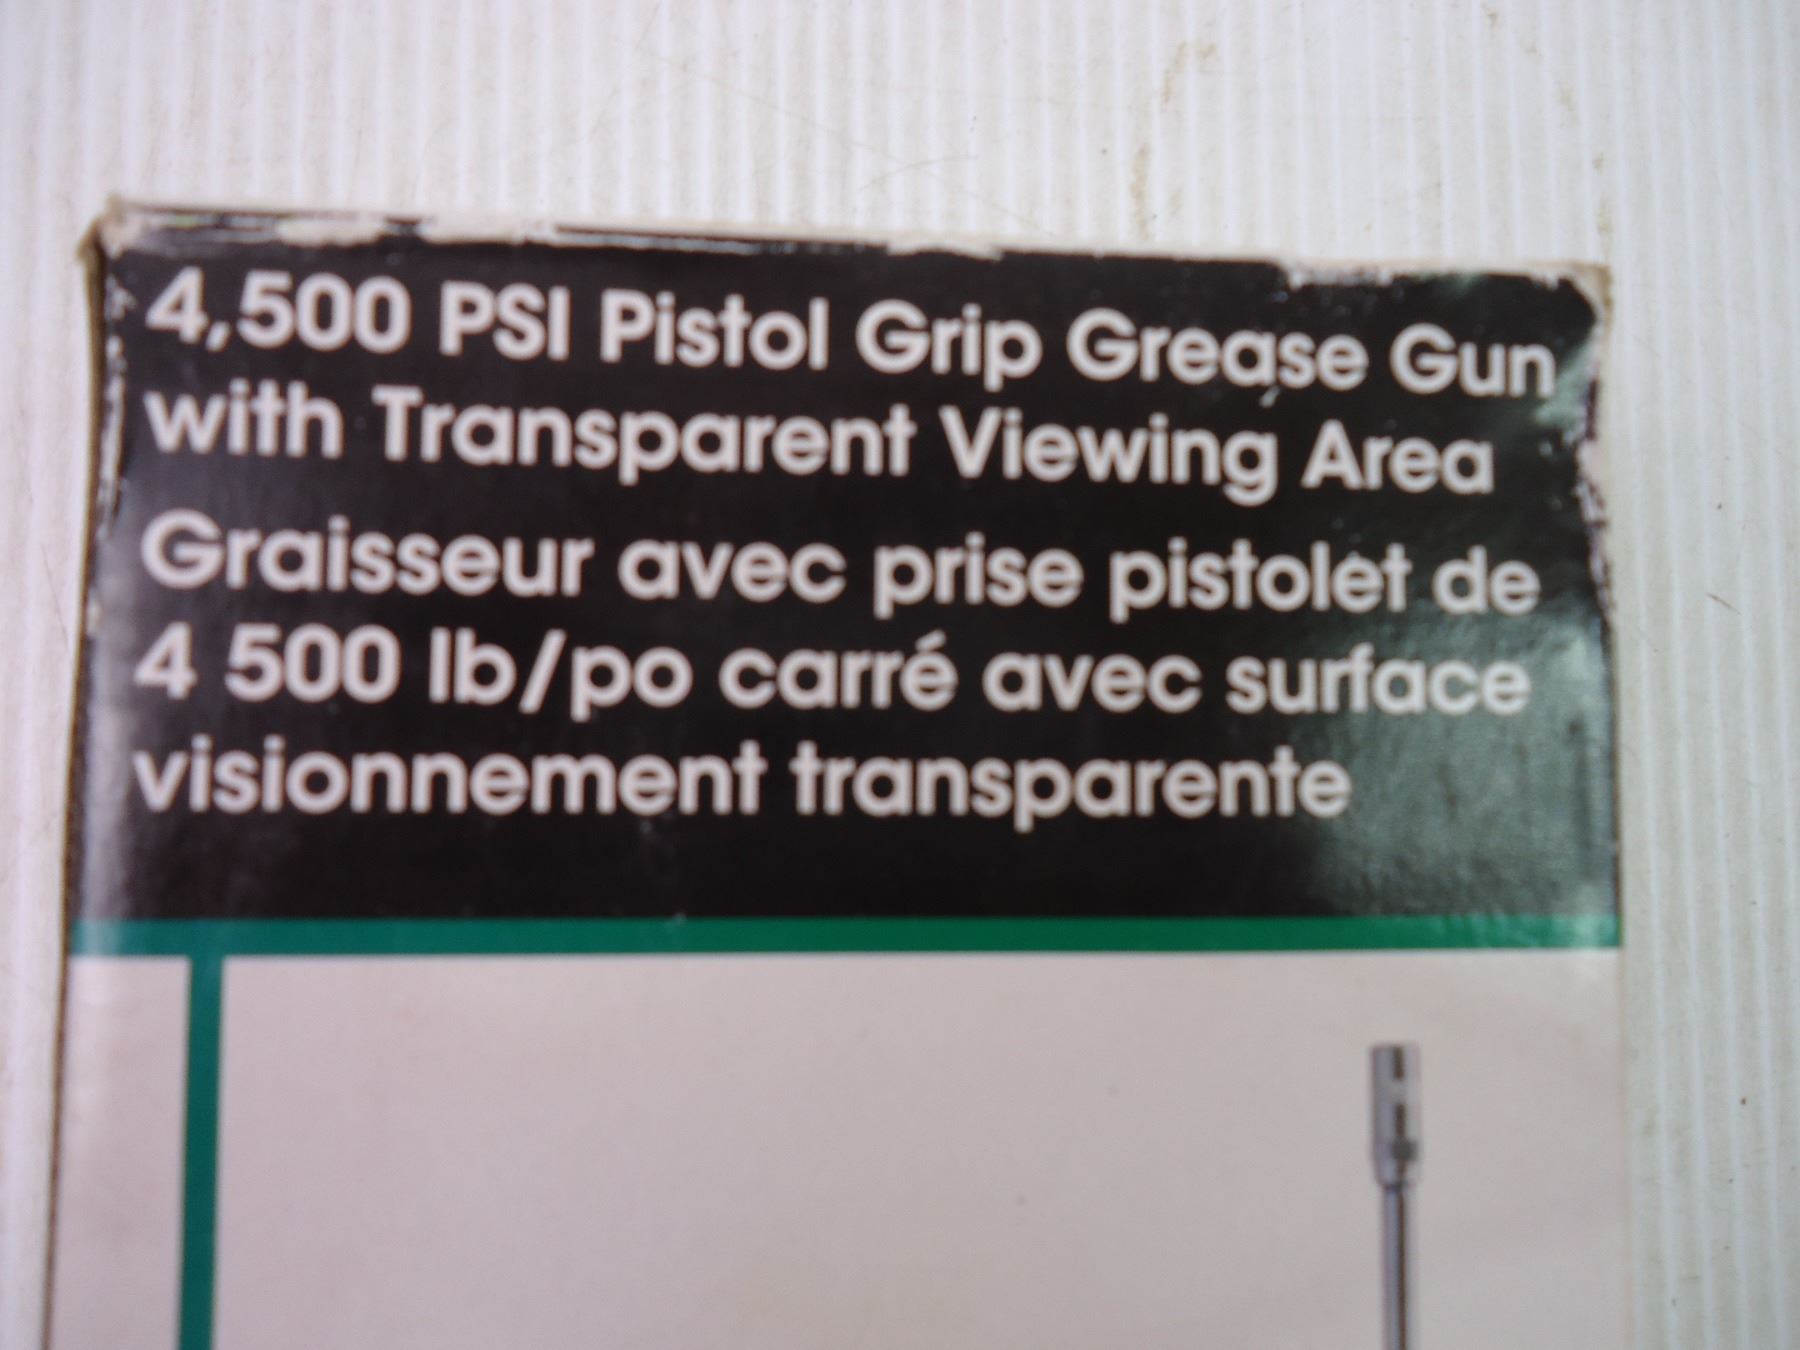 4,500 PSI Pistol Grip Grease Gun
with Transparent Viewing Area
Graisseur avec prise pistolet de
4 500 lb/po carré avec surface
visionnement transparente